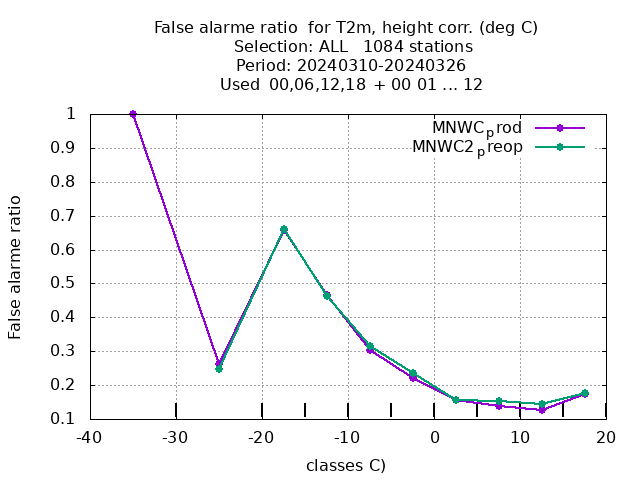 False alarme ratio  for T2m, height corr. (deg C)
Selection: ALL   1084 stations
Period: 20240310-20240326
Used  00,06,12,18  + 00 01 ... 12
MNWCprod
MNWC2preop
False alarme ratio
1
0.9
0.8
0.7
0.6
0.5
0.4
0.3
0.2
0.1
-40 -30 -20 -10 0 10 20
classes C)